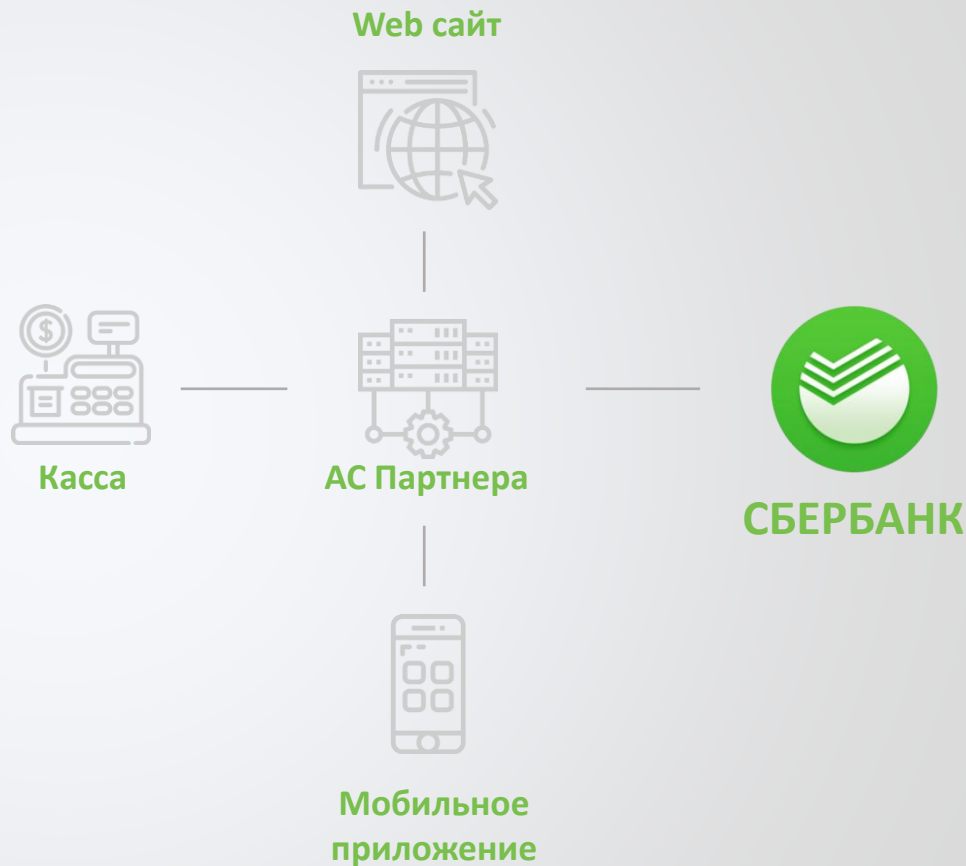 Web сайт
Касса
АС Партнера
СБЕРБАНК
Мобильное
приложение